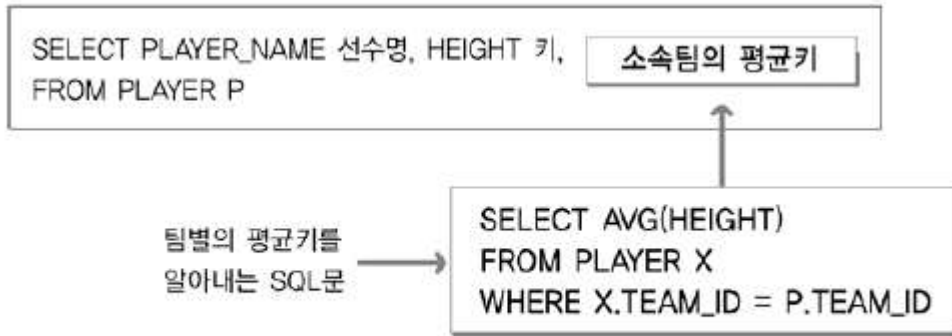 SELECT PLAYER_NAME 선수명, HEIGHT 키, 소속팀의 평균키
FROM PLAYER P
팀별의 평균키를
알아내는 SQL문
SELECT AVG(HEIGHT)
FROM PLAYER X
WHERE X.TEAM_ID = P.TEAM_ID